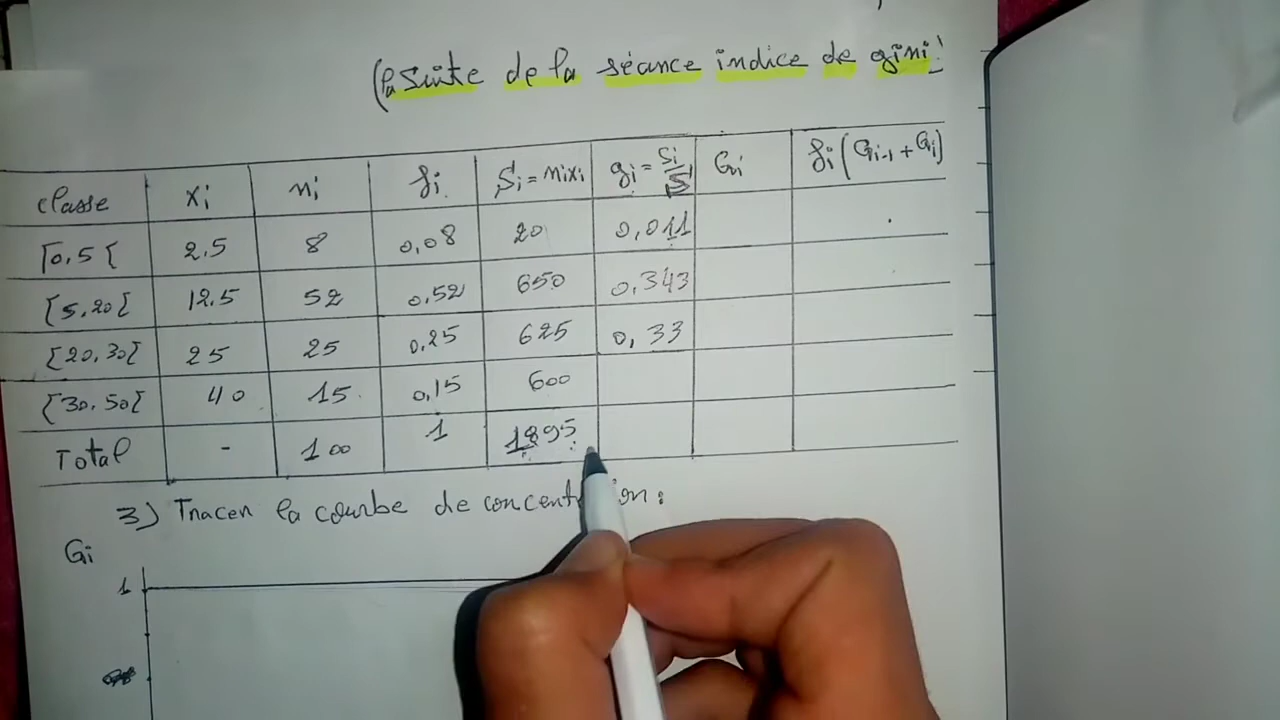 (la suite de la séance indice de gini!
classe xi ni fi Si = nixi gi = Si/S Gi fi (Gi-1 + Gi)
[0,5[ 2.5 8 0,08 20 0,011
[5,20[ 12.5 52 0,52 650 0,343
[20,30[ 25 25 0,25 625 0,33
[30,50[ 40 15 0,15 600
Total - 100 1 1895
3) Tracer la courbe de concent ion:
Gi
1